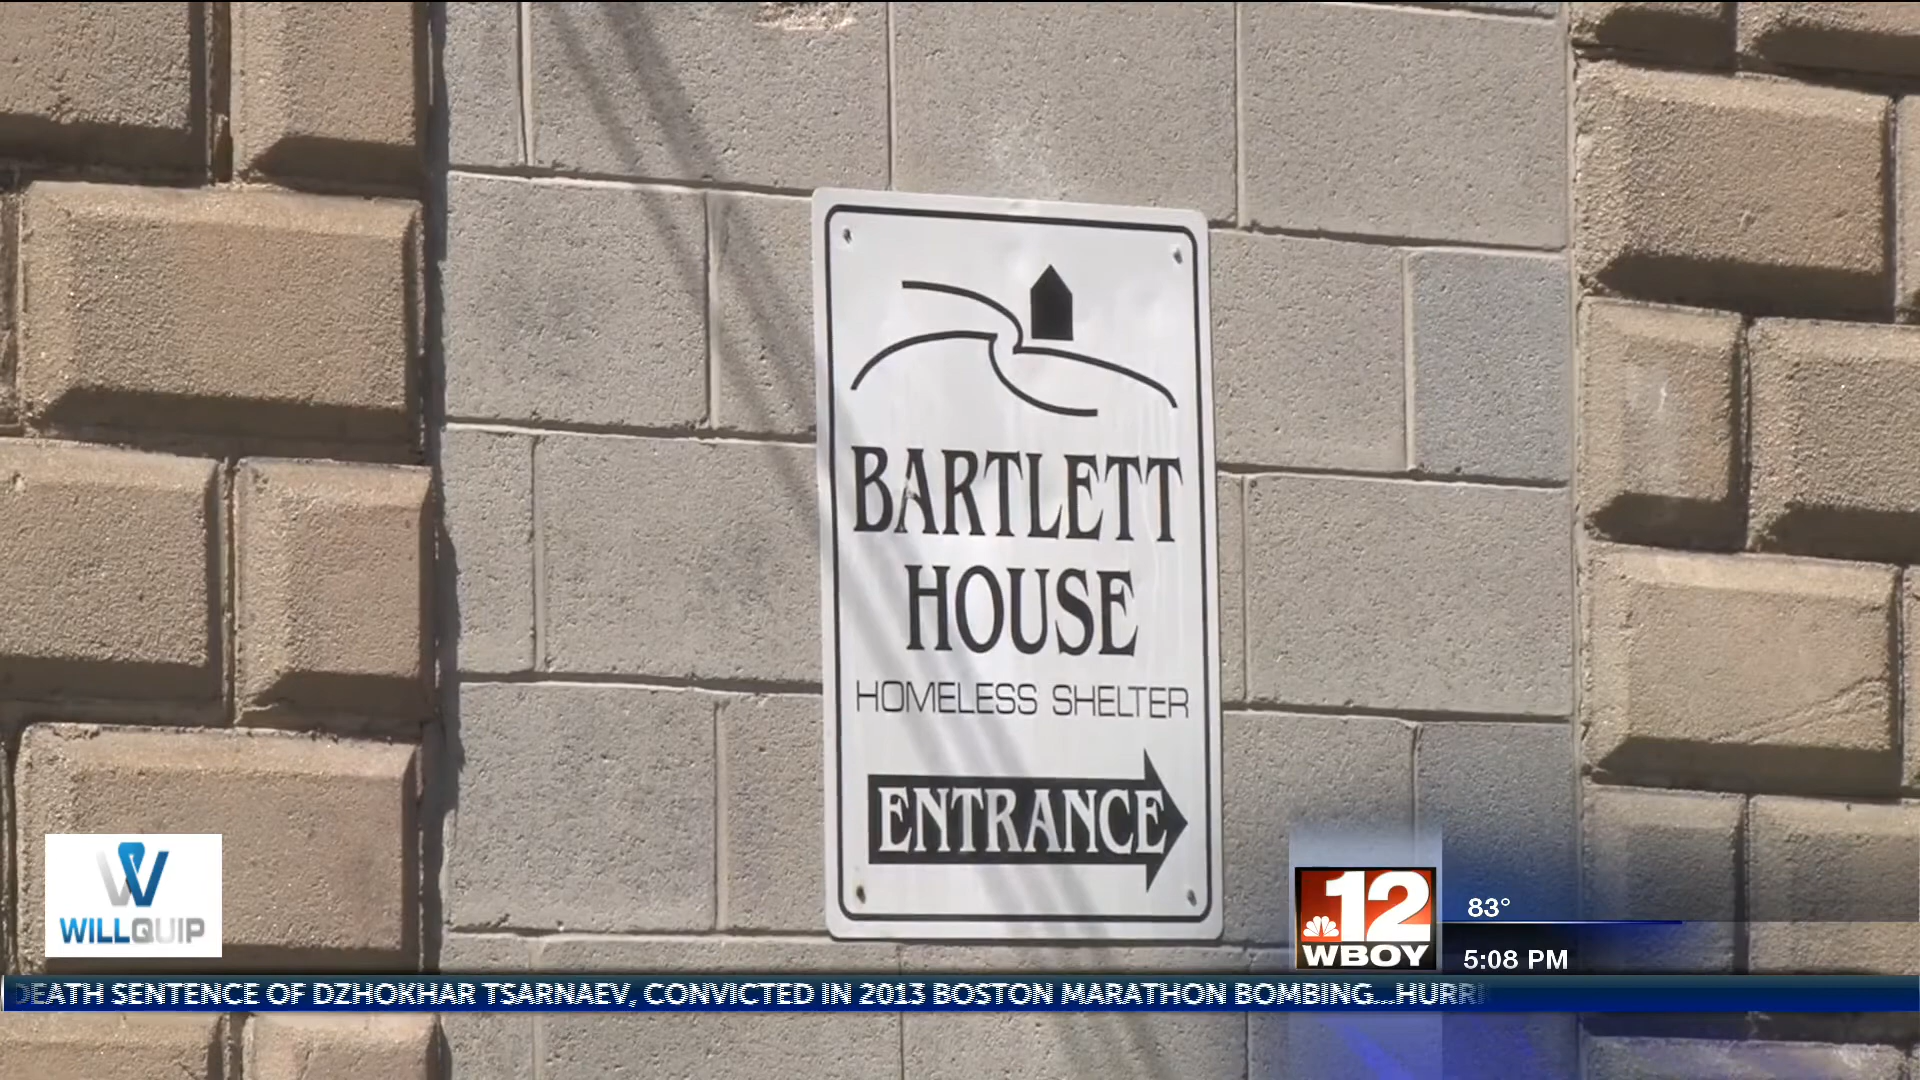 BARTLETT
HOUSE
HOMELESS SHELTER
ENTRANCE
WILLQUIP
12
WBOY
83°
5:08 PM
DEATH SENTENCE OF DZHOKHAR TSARNAEV, CONVICTED IN 2013 BOSTON MARATHON BOMBING...HURRI